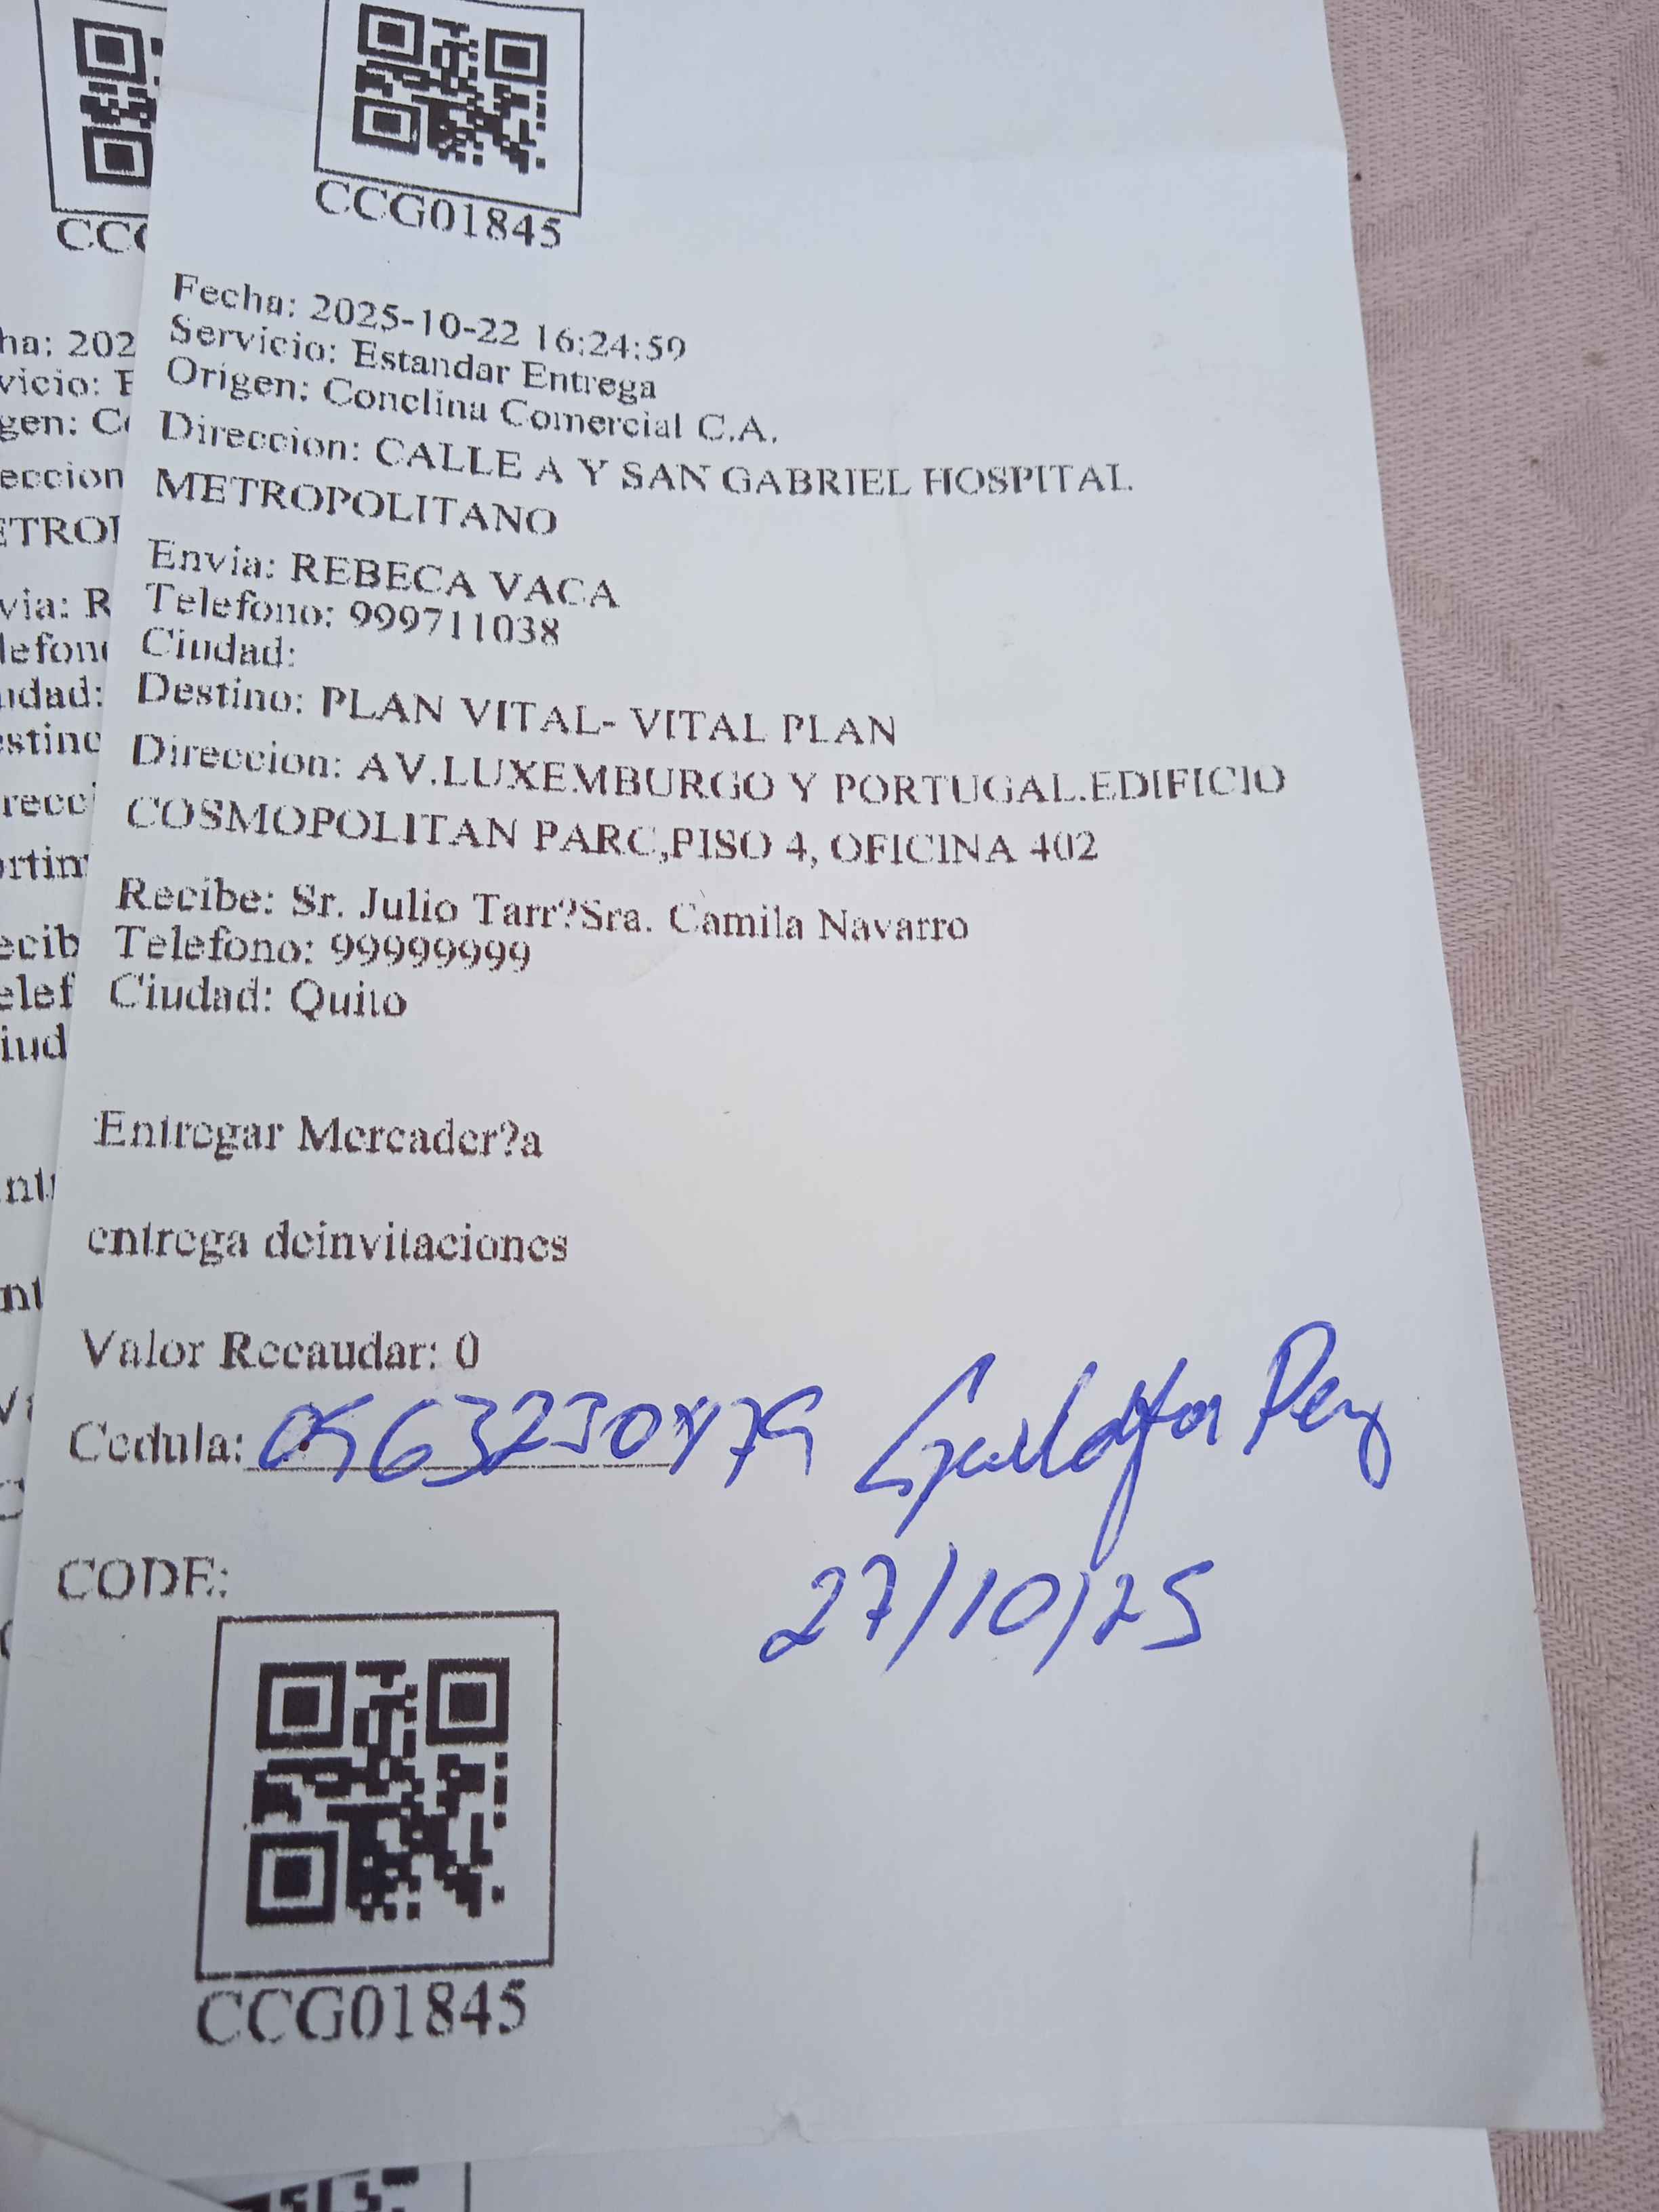 CCG01845
Fecha: 2025-10-22 16:24:59
Servicio: Estandar Entrega
Origen: Conclina Comercial C.A.
Direccion: CALLE A Y SAN GABRIEL HOSPITAL
METROPOLITANO
Envia: REBECA VACA
Telefono: 999711038
Ciudad:
Destino: PLAN VITAL- VITAL PLAN
Direccion: AV.LUXEMBURGO Y PORTUGAL.EDIFICIO
COSMOPOLITAN PARC,PISO 4, OFICINA 402
Recibe: Sr. Julio Tarr?Sra. Camila Navarro
Telefono: 99999999
Ciudad: Quito
Entregar Mercader?a
entrega deinvitaciones
Valor Recaudar: 0
Cedula:
27/10/25
CODE:
CCG01845